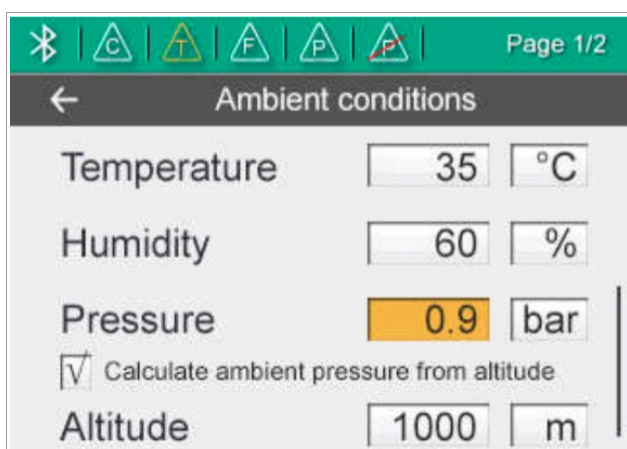 C T F P P Page 1/2
Ambient conditions
Temperature 35 °C
Humidity 60 %
Pressure 0.9 bar
√ Calculate ambient pressure from altitude
Altitude 1000 m